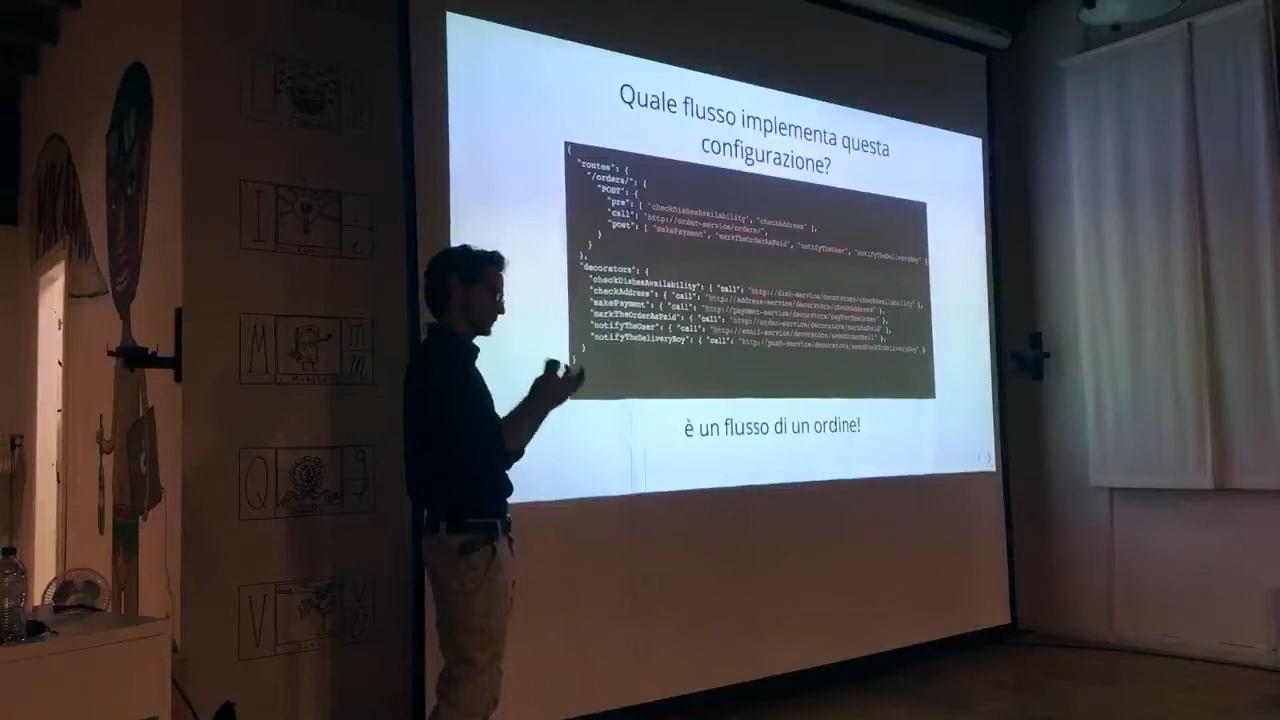 Quale flusso implementa questa
configurazione?
{
"routes": {
"/orders/": {
"POST": {
"pre": [ "checkDishesAvailability", "checkAddress" ],
"call": "http://order-service/orders/",
"post": [ "makePayment", "markTheOrderAsPaid", "notifyTheUser", "notifyTheDeliveryBoy" ]
}
}
},
"decorators": {
"checkDishesAvailability": { "call": "http://dish-service/decorators/checkAvailability" },
"checkAddress": { "call": "http://address-service/decorators/checkAddress" },
"makePayment": { "call": "http://payment-service/decorators/payForTheOrder" },
"markTheOrderAsPaid": { "call": "http://order-service/decorators/markAsPaid" },
"notifyTheUser": { "call": "http://email-service/decorators/ },
"notifyTheDeliveryBoy": { "call": "http://push-service/decorators/ }
}
}
è un flusso di un ordine!
I
M
m
m
Q
q
V